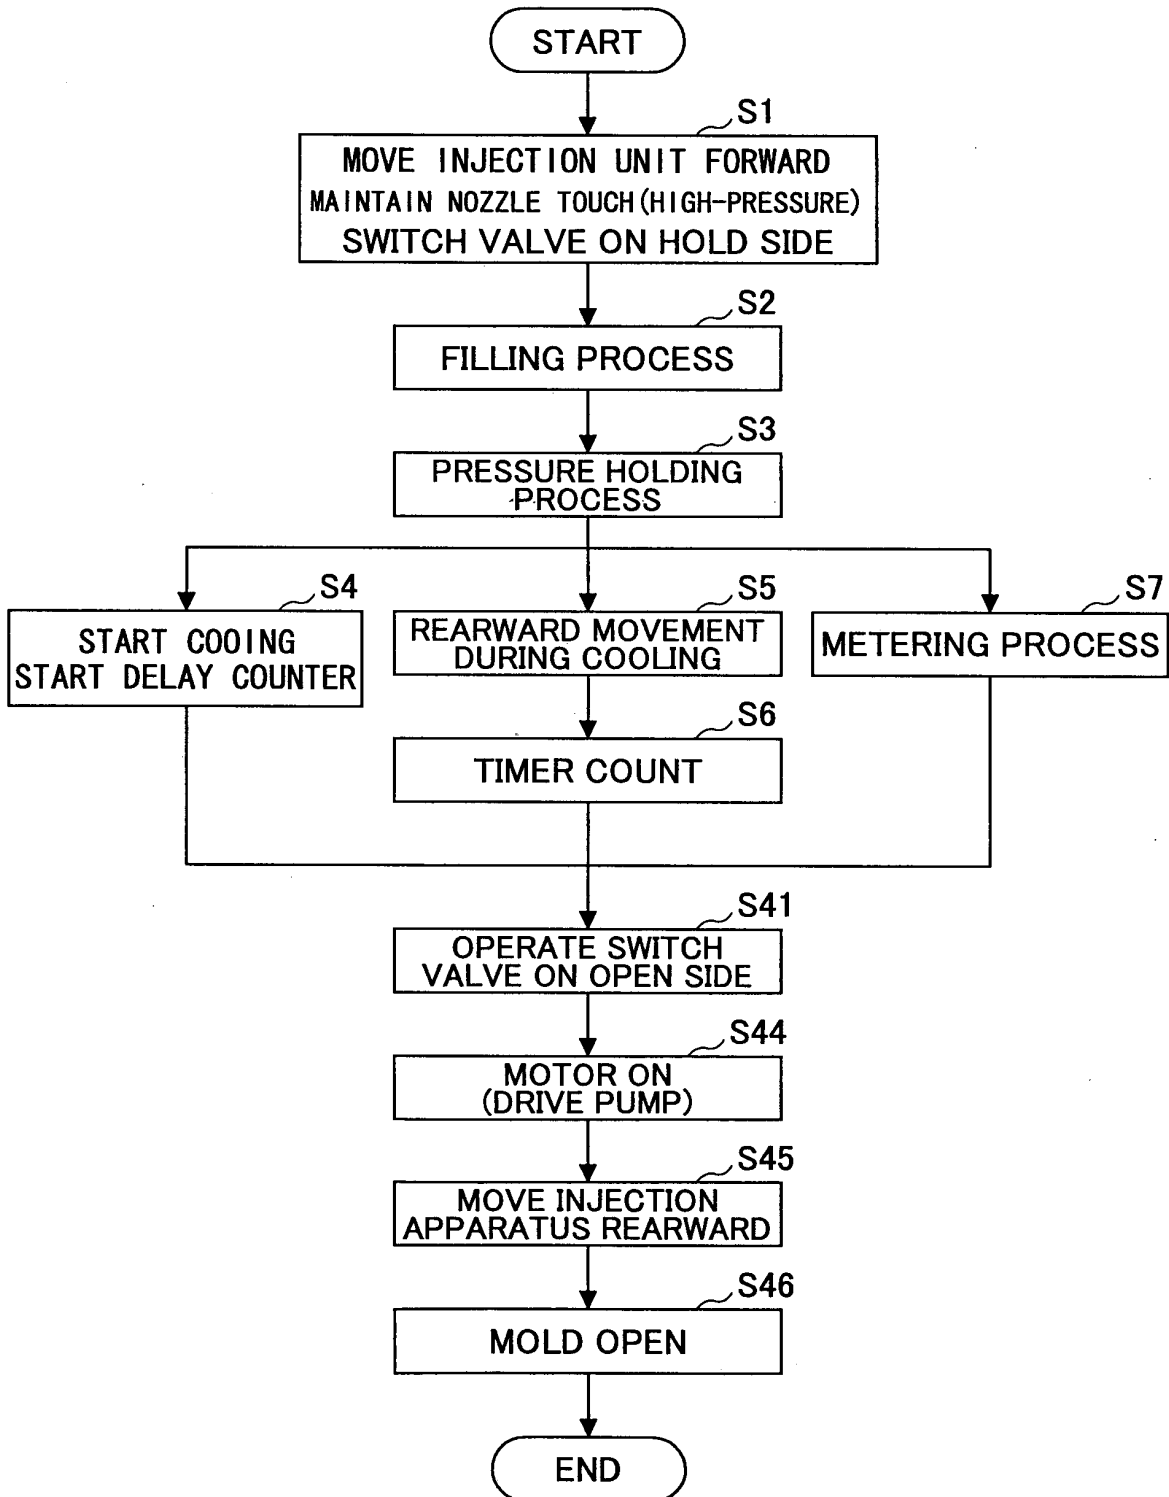 START
S1
MOVE INJECTION UNIT FORWARD
MAINTAIN NOZZLE TOUCH(HIGH-PRESSURE)
SWITCH VALVE ON HOLD SIDE
S2
FILLING PROCESS
S3
PRESSURE HOLDING
PROCESS
S4
START COOING
START DELAY COUNTER
S5
REARWARD MOVEMENT
DURING COOLING
S7
METERING PROCESS
S6
TIMER COUNT
S41
OPERATE SWITCH
VALVE ON OPEN SIDE
S44
MOTOR ON
(DRIVE PUMP)
S45
MOVE INJECTION
APPARATUS REARWARD
S46
MOLD OPEN
END